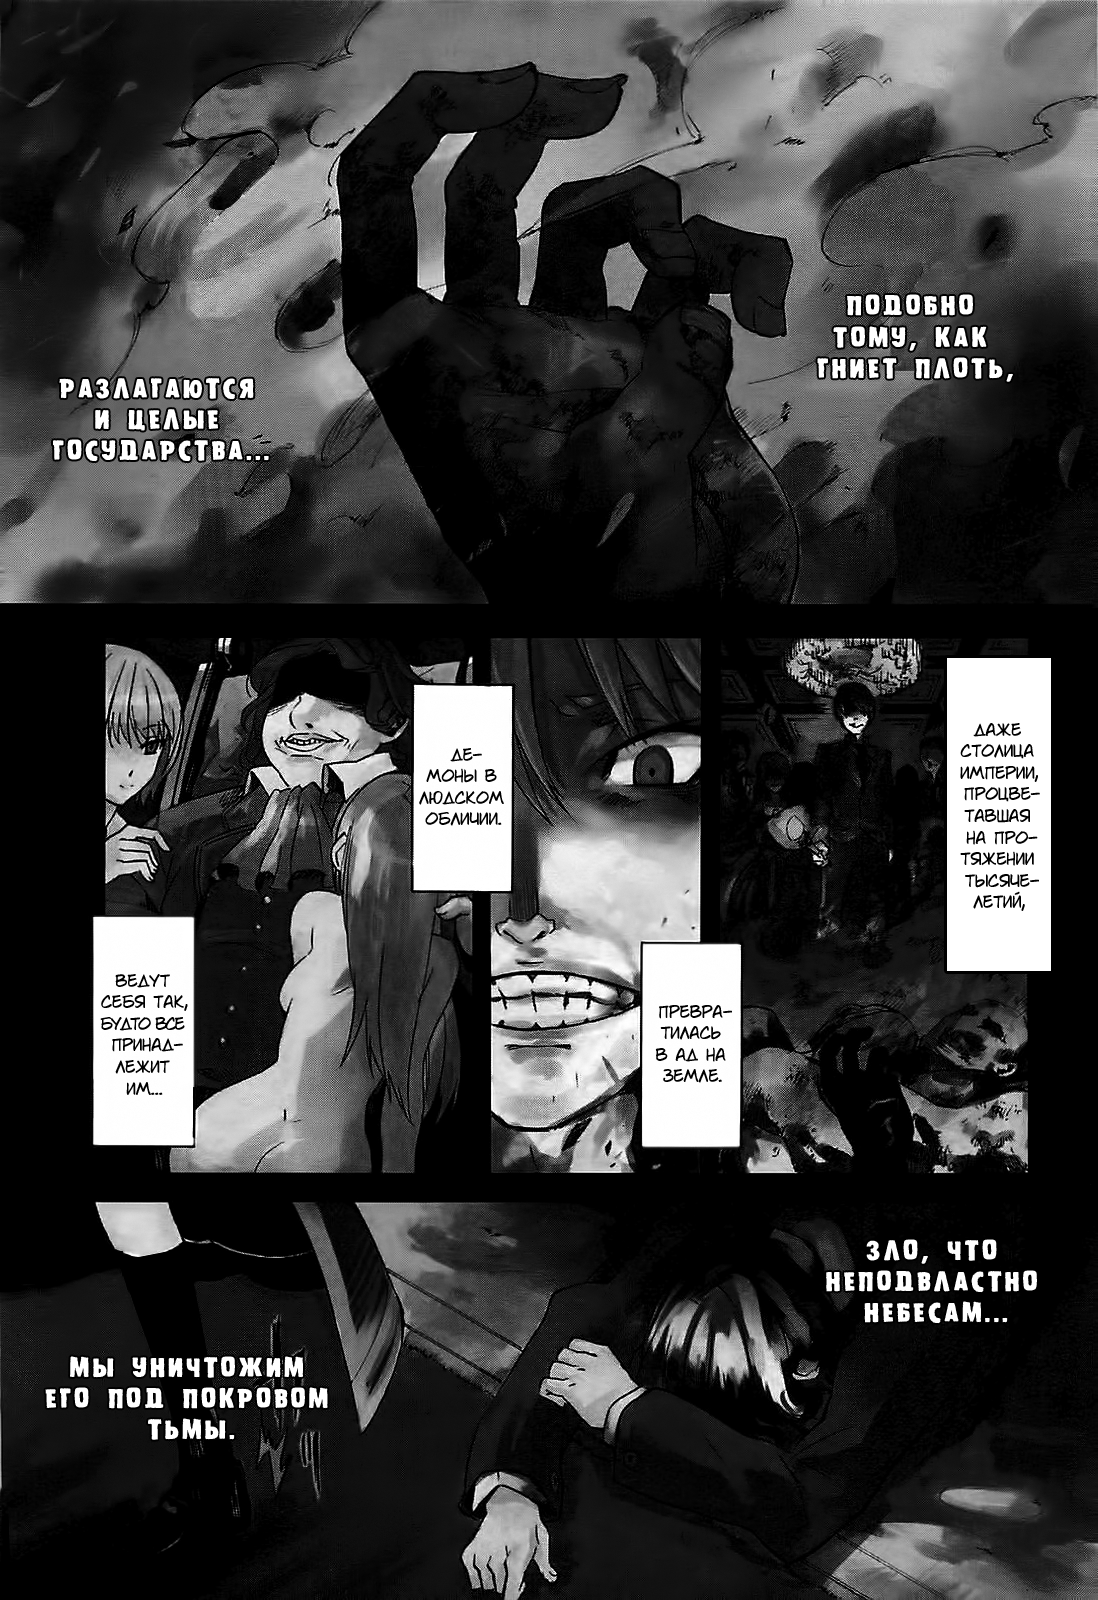 ПОДОБНО
ТОМУ, КАК
ГНИЕТ ПЛОТЬ,
РАЗЛАГАЮТСЯ
И ЦЕЛЫЕ
ГОСУДАРСТВА...
ДАЖЕ
СТОЛИЦА
ИМПЕРИИ,
ПРОЦВЕ-
ТАВШАЯ
НА ПРО-
ТЯЖЕНИИ
ТЫСЯЧЕ-
ЛЕТИЙ,
ПРЕВРА-
ТИЛАСЬ
В АД НА
ЗЕМЛЕ.
ДЕ-
МОНЫ В
ЛЮДСКОМ
ОБЛИЧИИ.
ВЕДУТ
СЕБЯ ТАК,
БУДТО ВСЕ
ПРИНАД-
ЛЕЖИТ
ИМ...
ЗЛО, ЧТО
НЕПОДВЛАСТНО
НЕБЕСАМ...
МЫ УНИЧТОЖИМ
ЕГО ПОД ПОКРОВОМ
ТЬМЫ.